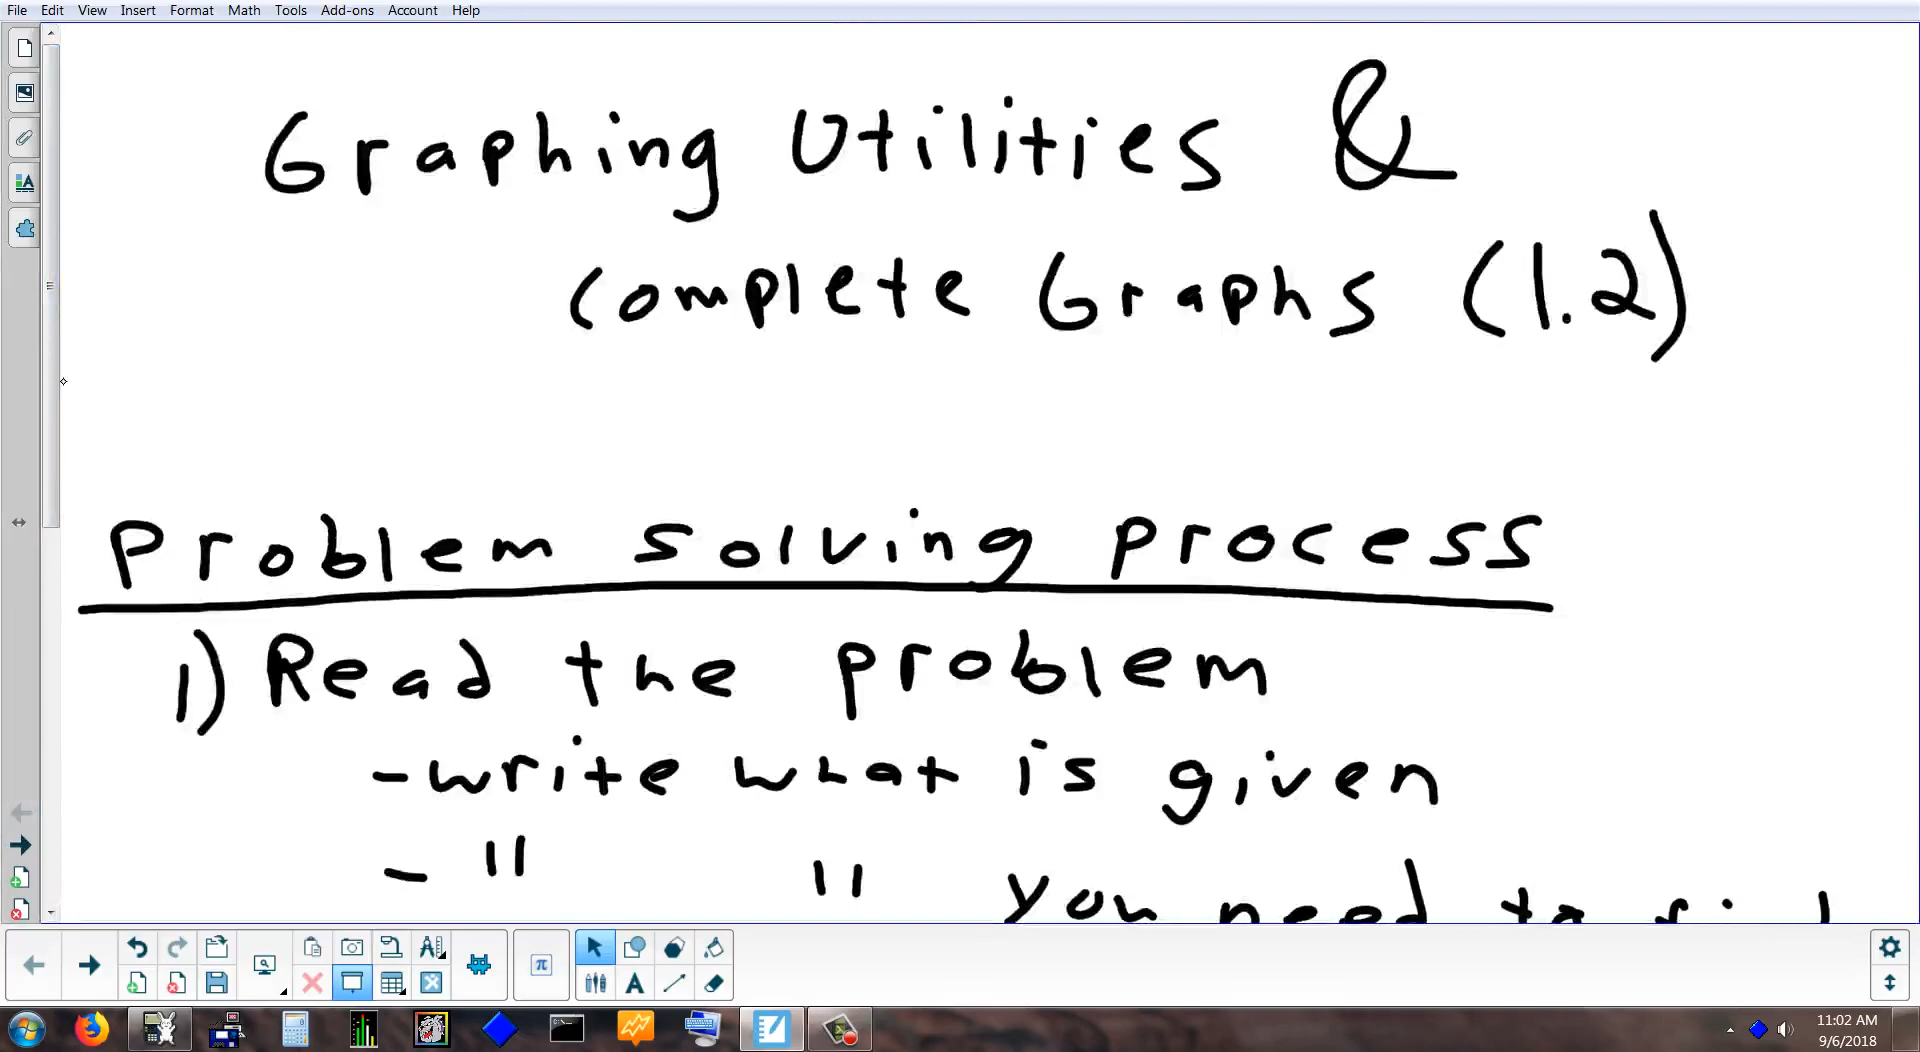 File Edit View Insert Format Math Tools Add-ons Account Help
Graphing Utilities &
Complete Graphs (1.2)
Problem solving process
1) Read the problem
-write what is given
- " " you need to find
11:02 AM
9/6/2018